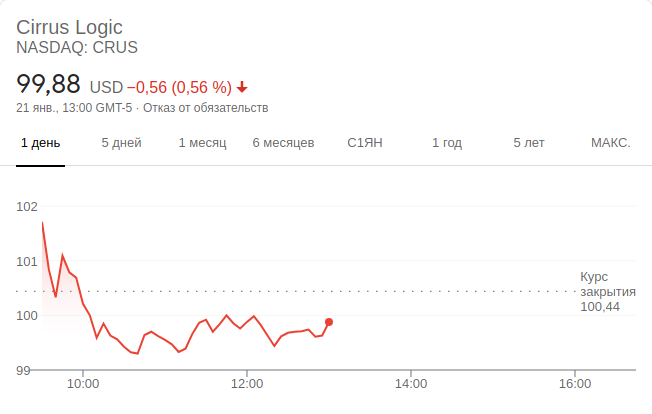 Cirrus Logic
NASDAQ: CRUS
99,88 USD −0,56 (0,56 %)
21 янв., 13:00 GMT-5 · Отказ от обязательств
1 день 5 дней 1 месяц 6 месяцев С1ЯН 1 год 5 лет МАКС.
102
101
Курс
закрытия
100,44
100
99
10:00 12:00 14:00 16:00